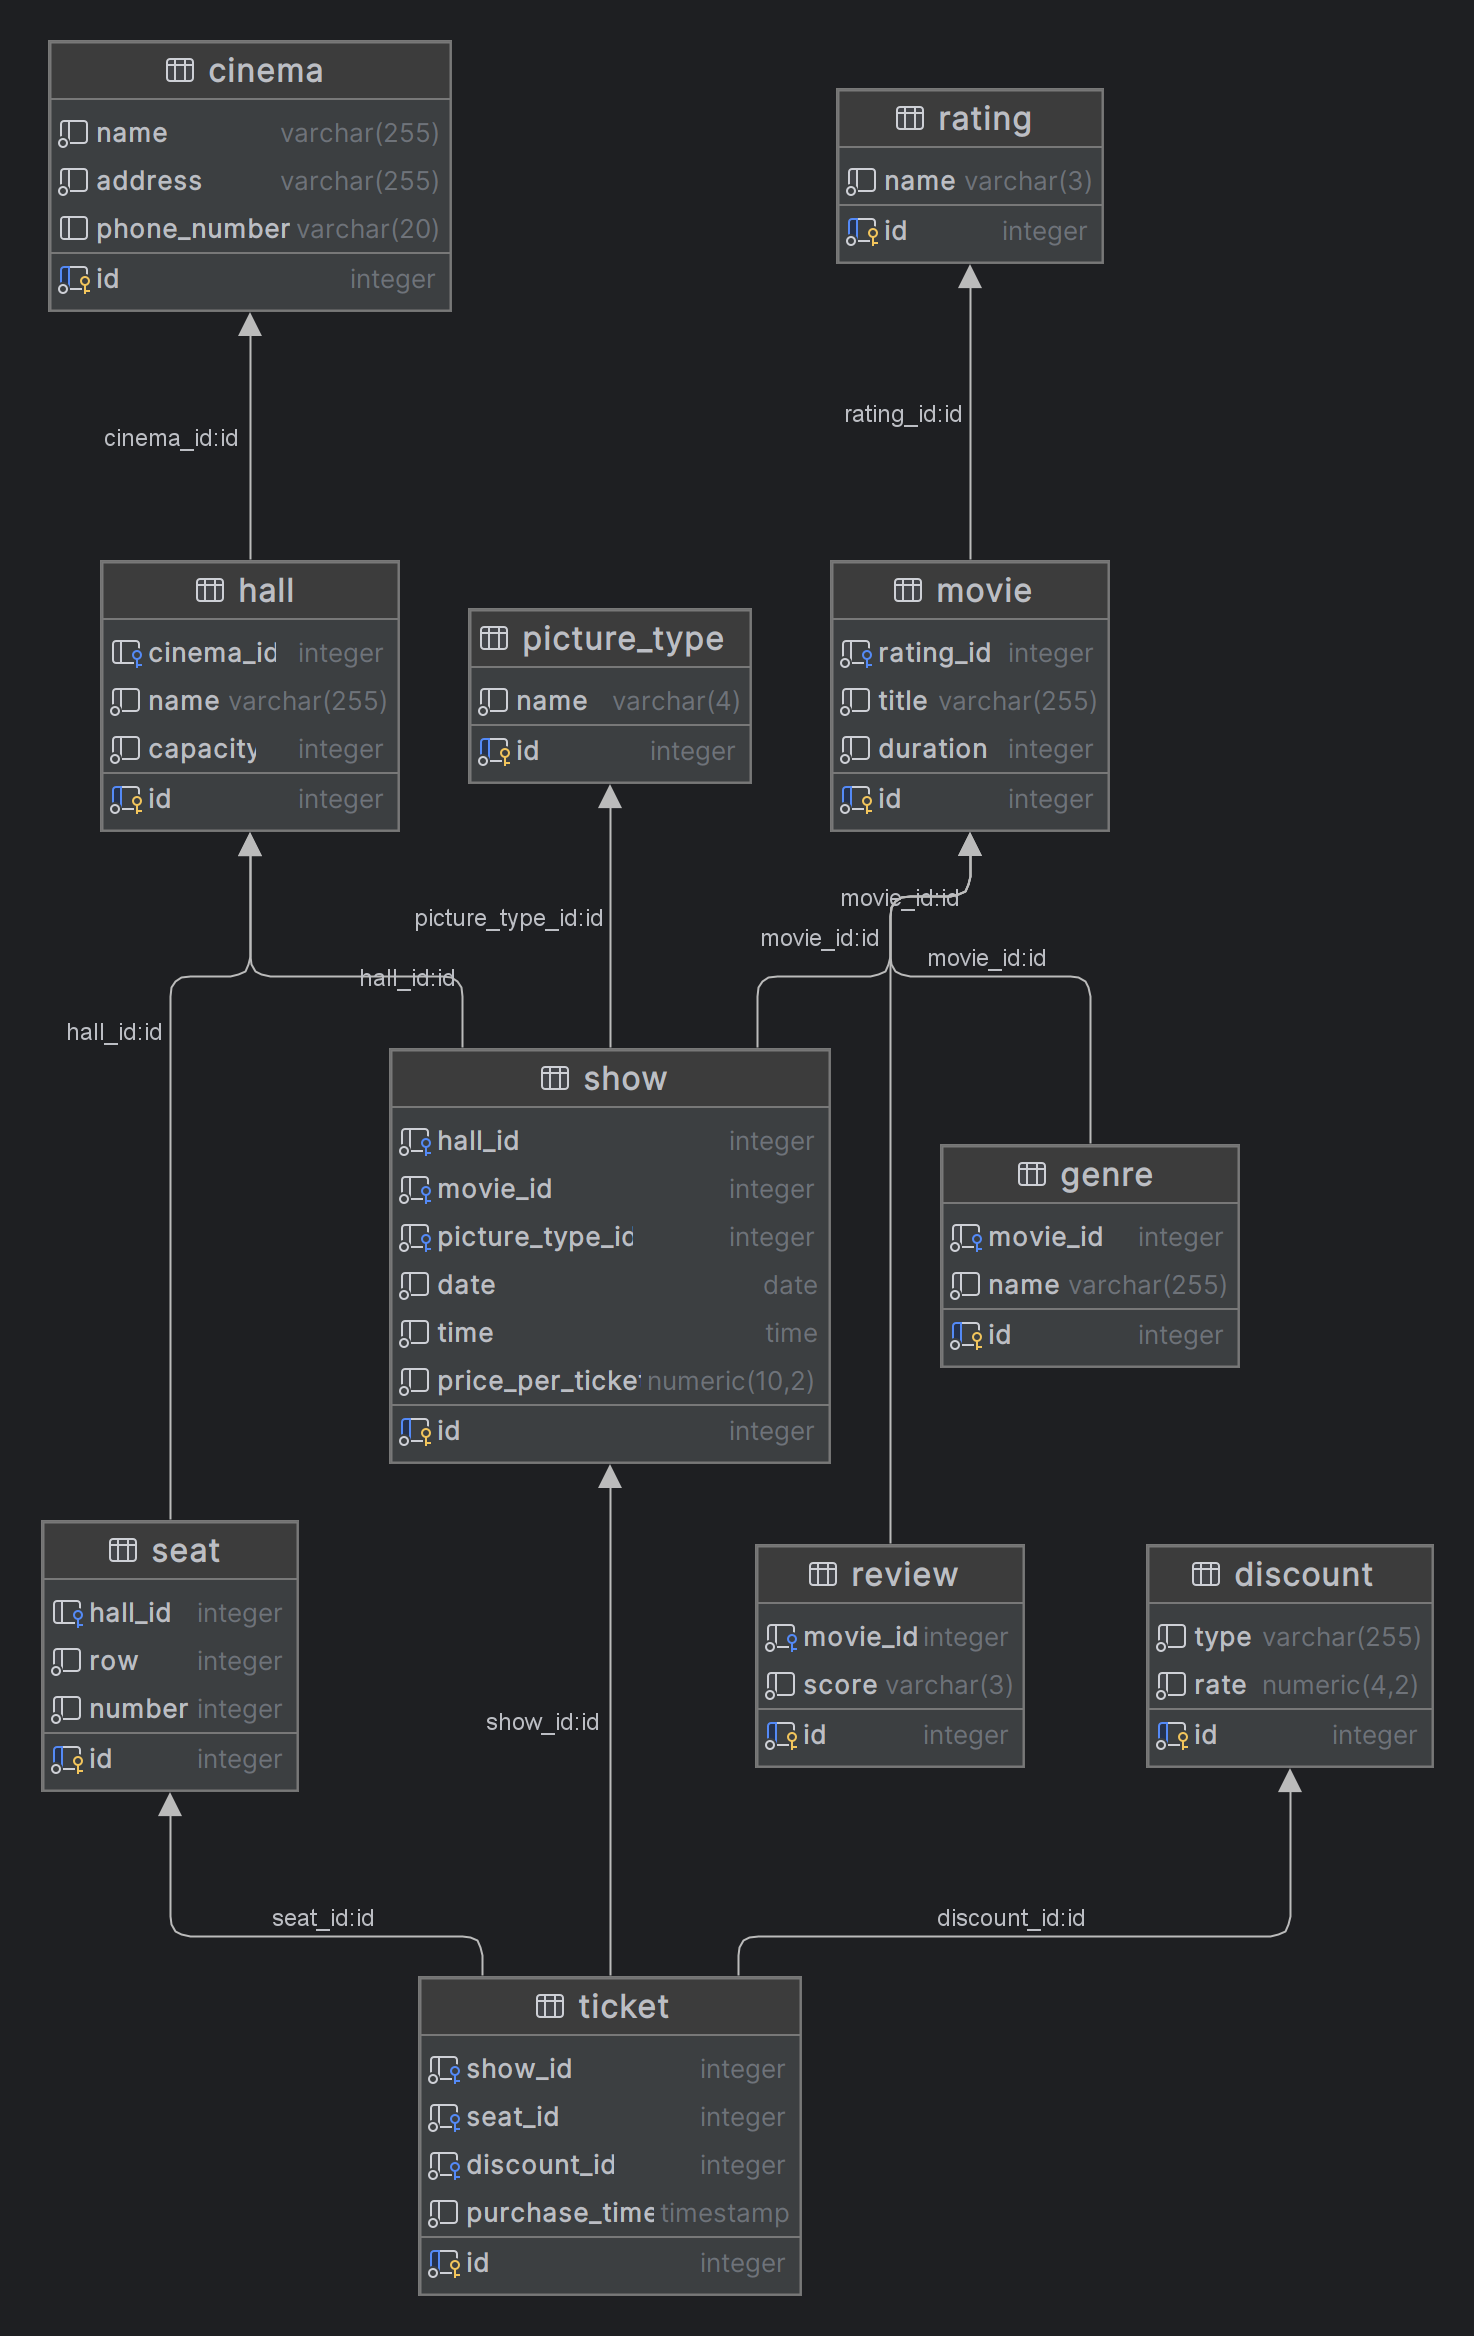 cinema
name varchar(255)
address varchar(255)
phone_number varchar(20)
id integer
rating
name varchar(3)
id integer
rating_id:id
cinema_id:id
hall
cinema_id integer
name varchar(255)
capacity integer
id integer
picture_type
name varchar(4)
id integer
movie
rating_id integer
title varchar(255)
duration integer
id integer
movie_id:id
picture_type_id:id
movie_id:id
movie_id:id
hall_id:id
hall_id:id
show
hall_id integer
movie_id integer
picture_type_id integer
date date
time time
price_per_ticket numeric(10,2)
id integer
genre
movie_id integer
name varchar(255)
id integer
seat
hall_id integer
row integer
number integer
id integer
review
movie_id integer
score varchar(3)
id integer
discount
type varchar(255)
rate numeric(4,2)
id integer
show_id:id
seat_id:id
discount_id:id
ticket
show_id integer
seat_id integer
discount_id integer
purchase_time timestamp
id integer